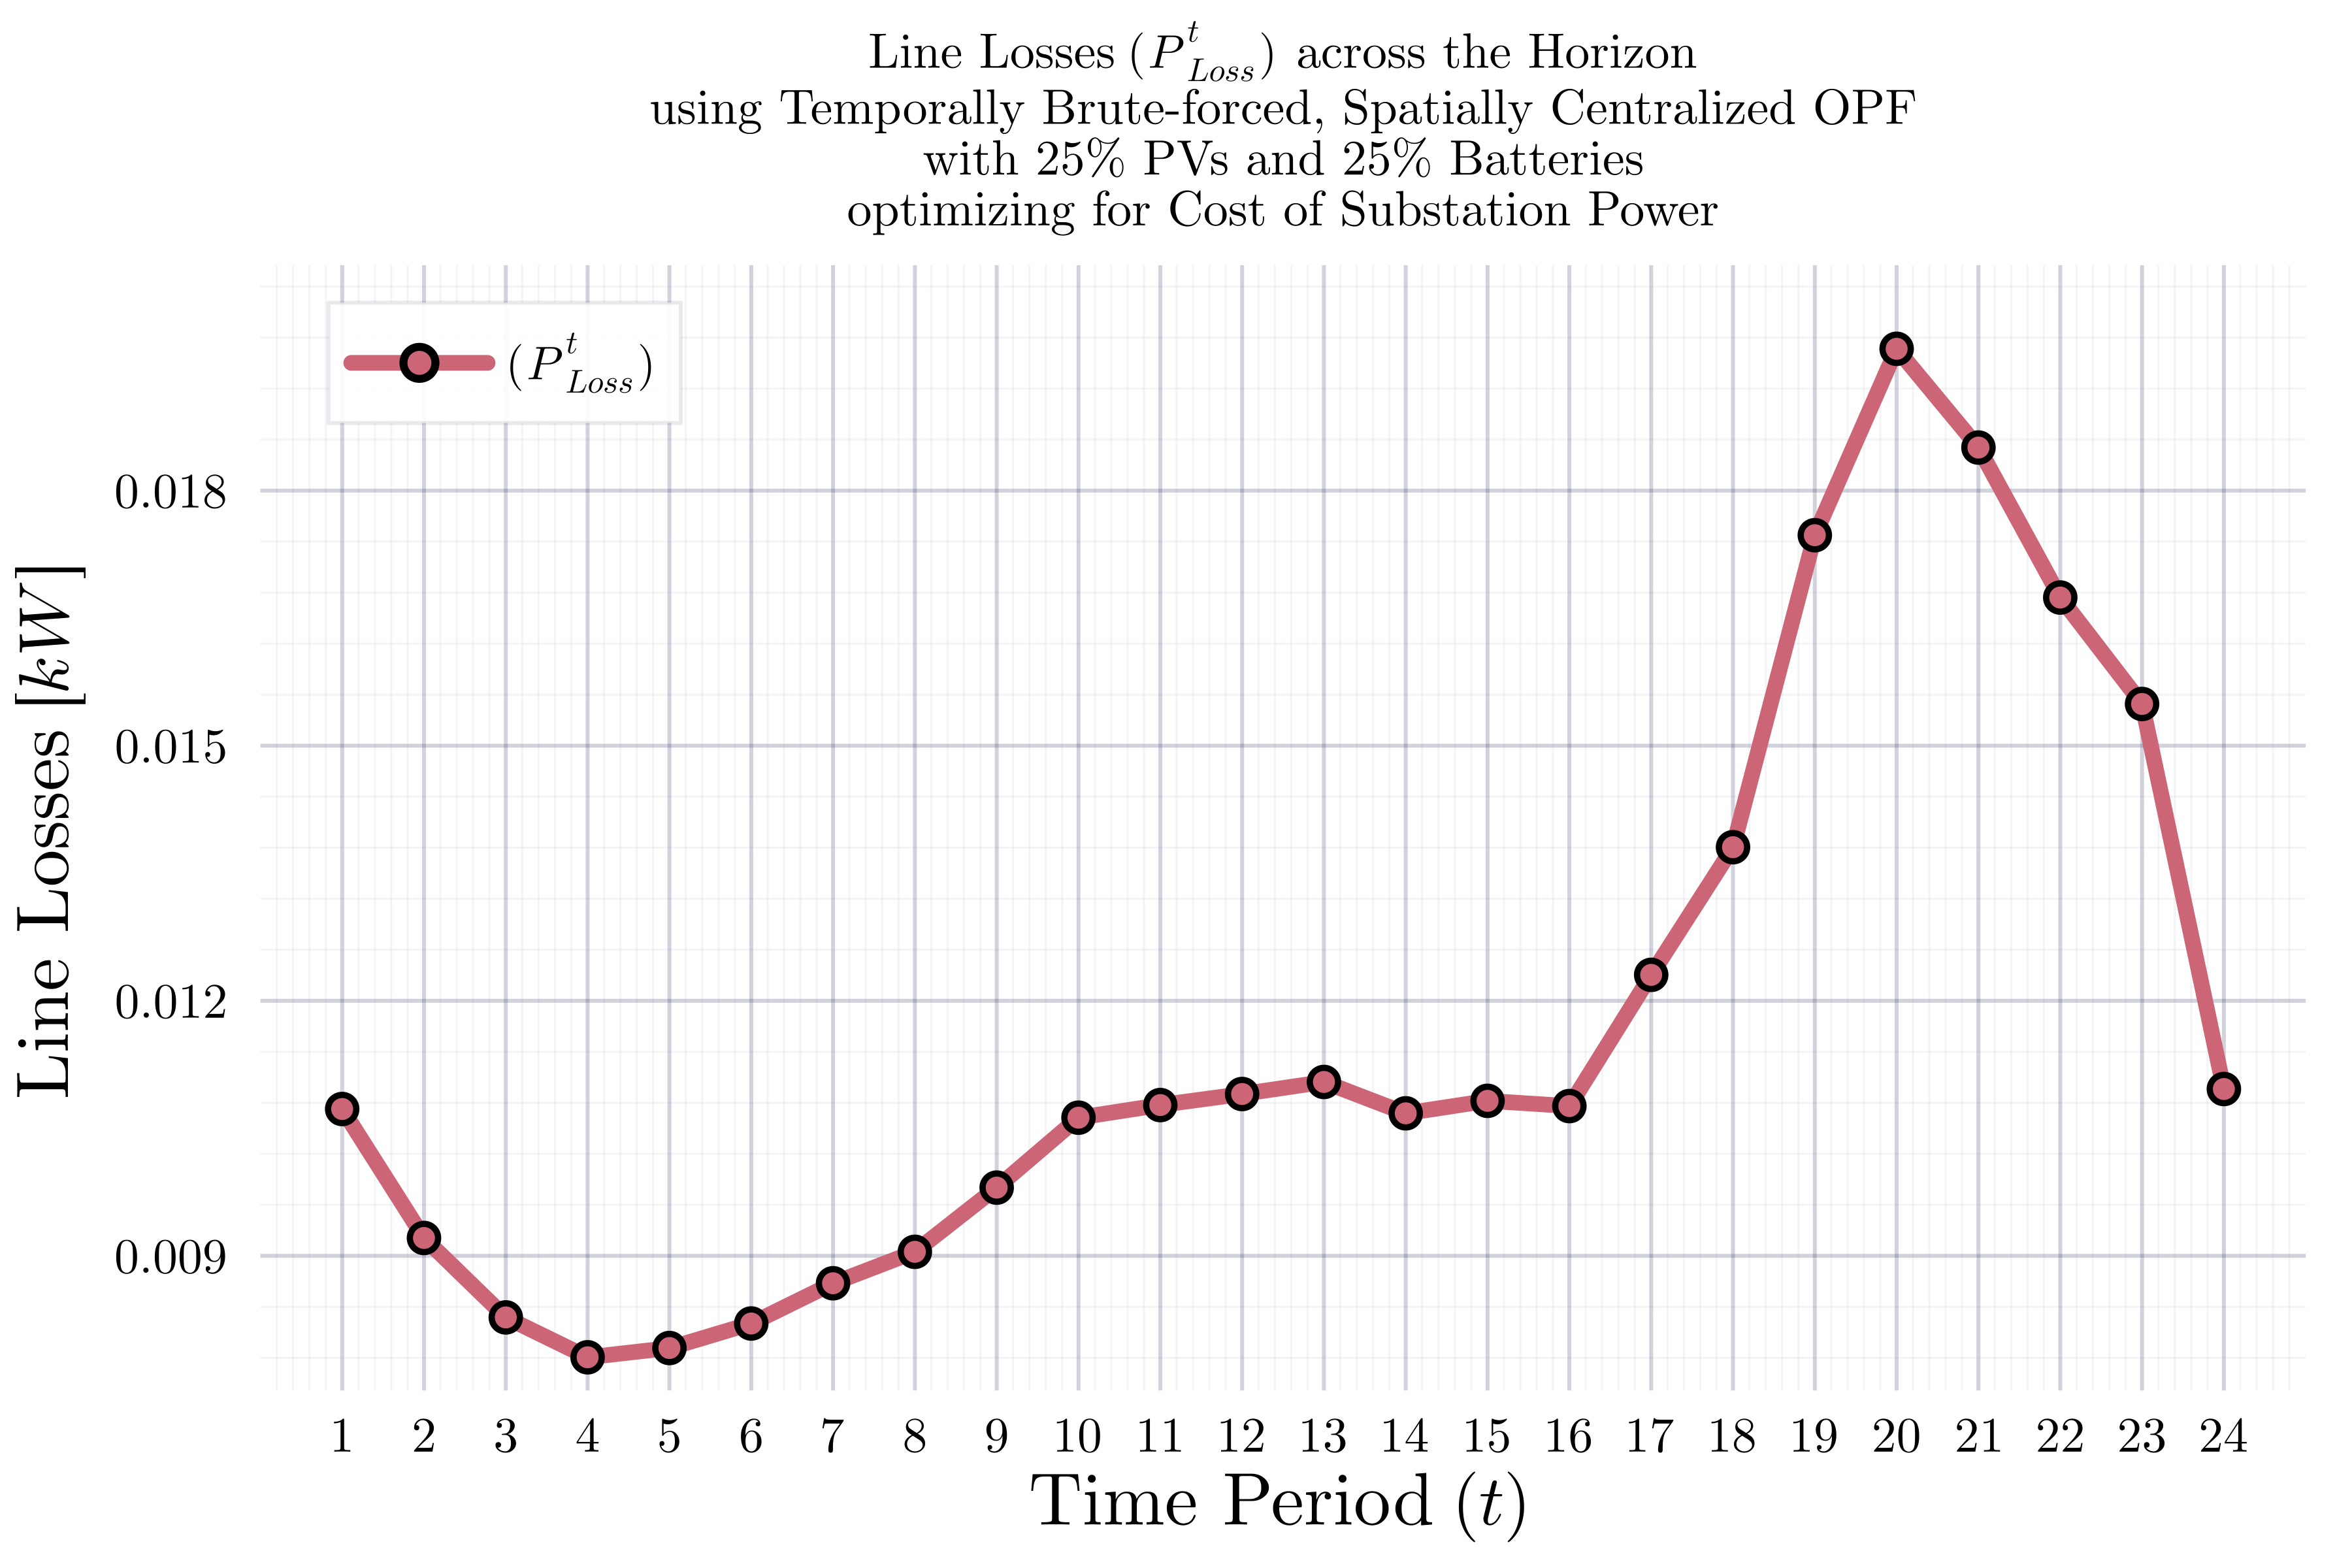 Line Losses (P^t_Loss) across the Horizon
using Temporally Brute-forced, Spatially Centralized OPF
with 25% PVs and 25% Batteries
optimizing for Cost of Substation Power
(P^t_Loss)
Line Losses [kW]
0.018
0.015
0.012
0.009
1 2 3 4 5 6 7 8 9 10 11 12 13 14 15 16 17 18 19 20 21 22 23 24
Time Period (t)